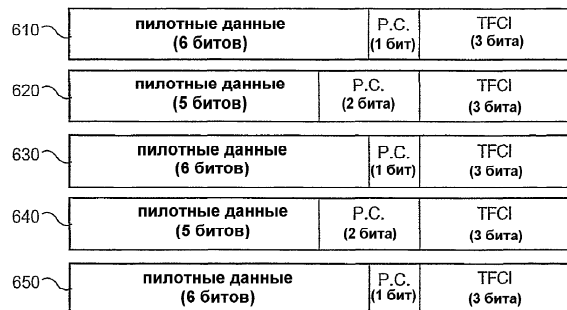 610 пилотные данные P.C. TFCI
(6 битов) (1 бит) (3 бита)
620 пилотные данные P.C. TFCI
(5 битов) (2 бита) (3 бита)
630 пилотные данные P.C. TFCI
(6 битов) (1 бит) (3 бита)
640 пилотные данные P.C. TFCI
(5 битов) (2 бита) (3 бита)
650 пилотные данные P.C. TFCI
(6 битов) (1 бит) (3 бита)